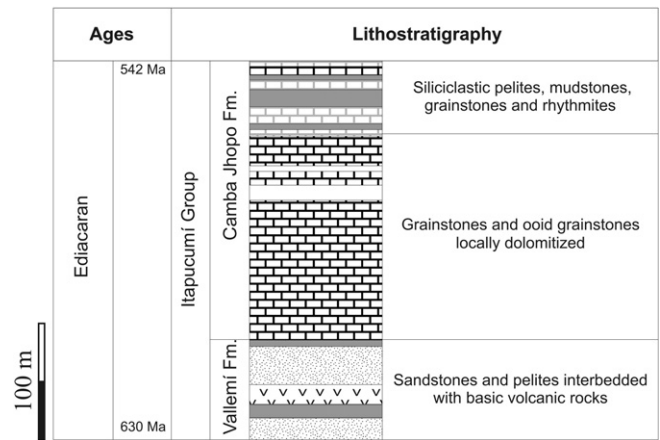 Ages
Lithostratigraphy
542 Ma
630 Ma
Ediacaran
Itapucumí Group
Camba Jhopo Fm.
Vallemí Fm.
Siliciclastic pelites, mudstones,
grainstones and rhythmites
Grainstones and ooid grainstones
locally dolomitized
Sandstones and pelites interbedded
with basic volcanic rocks
100 m